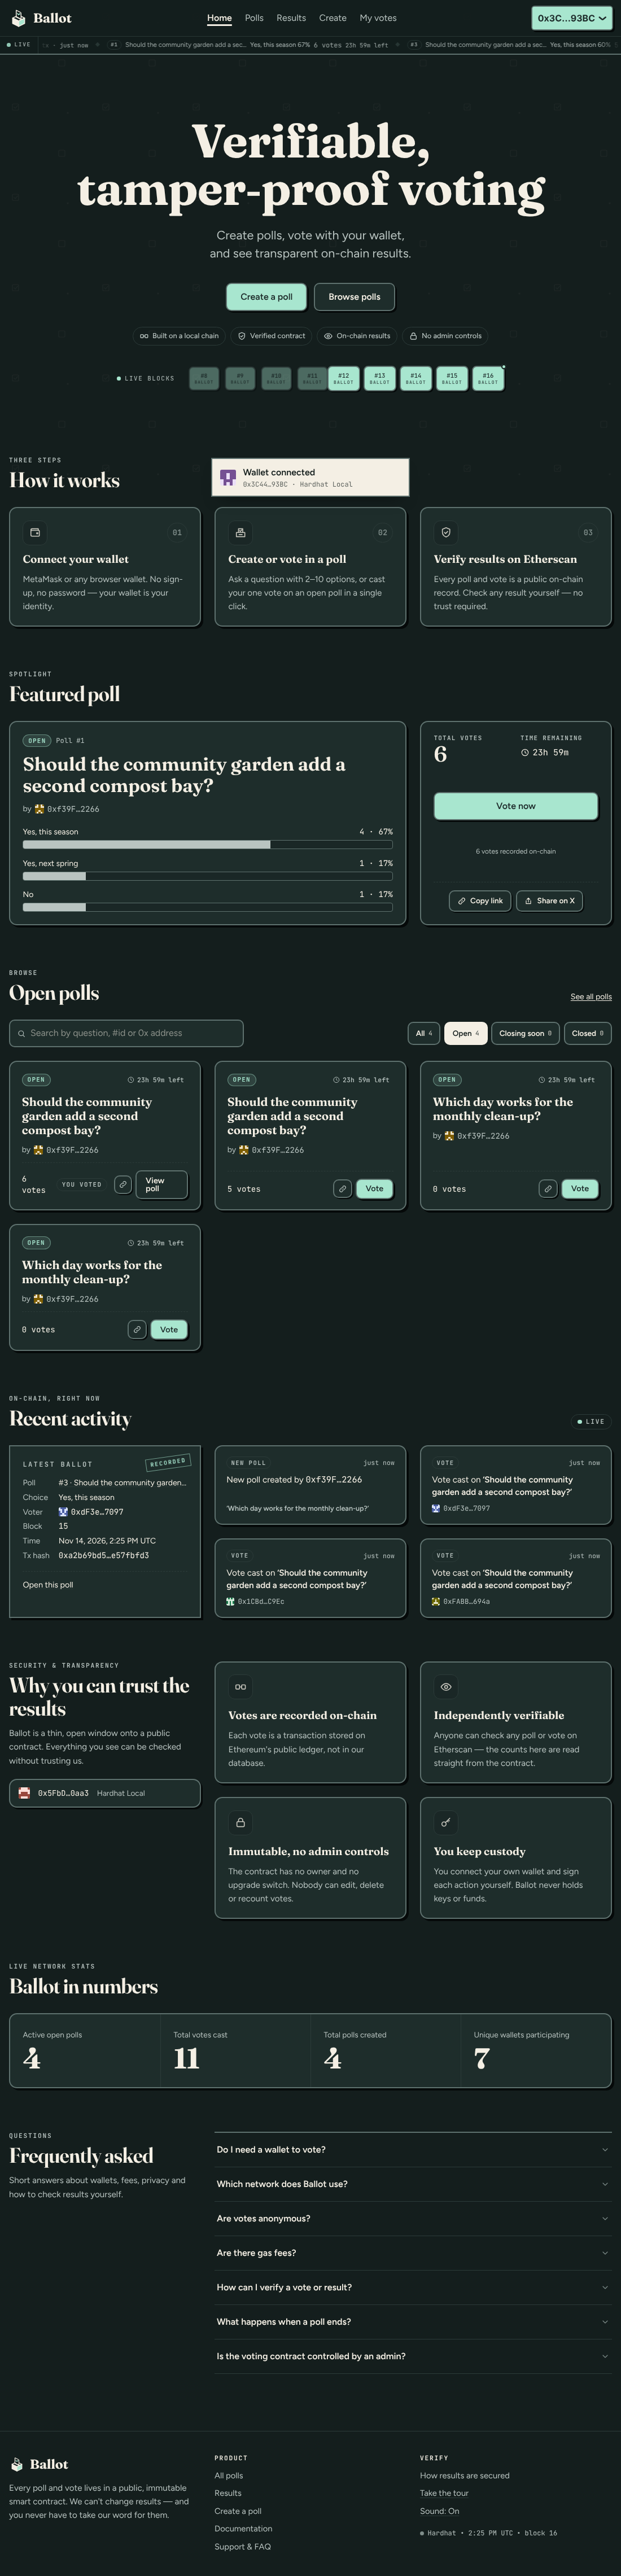 Ballot
Home Polls Results Create My votes
0x3C…93BC
LIVE
just now
#1 Should the community garden add a sec… Yes, this season 67% 6 votes 23h 59m left
#3 Should the community garden add a sec… Yes, this season 60%
Verifiable,
tamper-proof voting
Create polls, vote with your wallet,
and see transparent on-chain results.
Create a poll Browse polls
Built on a local chain Verified contract On-chain results No admin controls
LIVE BLOCKS
#8 BALLOT
#9 BALLOT
#10 BALLOT
#11 BALLOT
#12 BALLOT
#13 BALLOT
#14 BALLOT
#15 BALLOT
#16 BALLOT
THREE STEPS
How it works
Wallet connected
0x3C44…93BC · Hardhat Local
01
Connect your wallet
MetaMask or any browser wallet. No sign-
up, no password — your wallet is your
identity.
02
Create or vote in a poll
Ask a question with 2–10 options, or cast
your one vote on an open poll in a single
click.
03
Verify results on Etherscan
Every poll and vote is a public on-chain
record. Check any result yourself — no
trust required.
SPOTLIGHT
Featured poll
OPEN Poll #1
Should the community garden add a
second compost bay?
by 0xf39F…2266
Yes, this season 4 · 67%
Yes, next spring 1 · 17%
No 1 · 17%
TOTAL VOTES
6
TIME REMAINING
23h 59m
Vote now
6 votes recorded on-chain
Copy link Share on X
BROWSE
Open polls
See all polls
Search by question, #id or 0x address
All 4 Open 4 Closing soon 0 Closed 0
OPEN 23h 59m left
Should the community
garden add a second
compost bay?
by 0xf39F…2266
6
votes
YOU VOTED
View
poll
OPEN 23h 59m left
Should the community
garden add a second
compost bay?
by 0xf39F…2266
5 votes Vote
OPEN 23h 59m left
Which day works for the
monthly clean-up?
by 0xf39F…2266
0 votes Vote
OPEN 23h 59m left
Which day works for the
monthly clean-up?
by 0xf39F…2266
0 votes Vote
ON-CHAIN, RIGHT NOW
Recent activity
LIVE
LATEST BALLOT RECORDED
Poll #3 · Should the community garden…
Choice Yes, this season
Voter 0xdF3e…7097
Block 15
Time Nov 14, 2026, 2:25 PM UTC
Tx hash 0xa2b69bd5…e57fbfd3
Open this poll
NEW POLL just now
New poll created by 0xf39F…2266
‘Which day works for the monthly clean-up?’
VOTE just now
Vote cast on ‘Should the community
garden add a second compost bay?’
0xdF3e…7097
VOTE just now
Vote cast on ‘Should the community
garden add a second compost bay?’
0x1CBd…C9Ec
VOTE just now
Vote cast on ‘Should the community
garden add a second compost bay?’
0xFABB…694a
SECURITY & TRANSPARENCY
Why you can trust the
results
Ballot is a thin, open window onto a public
contract. Everything you see can be checked
without trusting us.
0x5FbD…0aa3 Hardhat Local
Votes are recorded on-chain
Each vote is a transaction stored on
Ethereum’s public ledger, not in our
database.
Independently verifiable
Anyone can check any poll or vote on
Etherscan — the counts here are read
straight from the contract.
Immutable, no admin controls
The contract has no owner and no
upgrade switch. Nobody can edit, delete
or recount votes.
You keep custody
You connect your own wallet and sign
each action yourself. Ballot never holds
keys or funds.
LIVE NETWORK STATS
Ballot in numbers
Active open polls
4
Total votes cast
11
Total polls created
4
Unique wallets participating
7
QUESTIONS
Frequently asked
Short answers about wallets, fees, privacy and
how to check results yourself.
Do I need a wallet to vote?
Which network does Ballot use?
Are votes anonymous?
Are there gas fees?
How can I verify a vote or result?
What happens when a poll ends?
Is the voting contract controlled by an admin?
Ballot
Every poll and vote lives in a public, immutable
smart contract. We can’t change results — and
you never have to take our word for them.
PRODUCT
All polls
Results
Create a poll
Documentation
Support & FAQ
VERIFY
How results are secured
Take the tour
Sound: On
Hardhat • 2:25 PM UTC • block 16